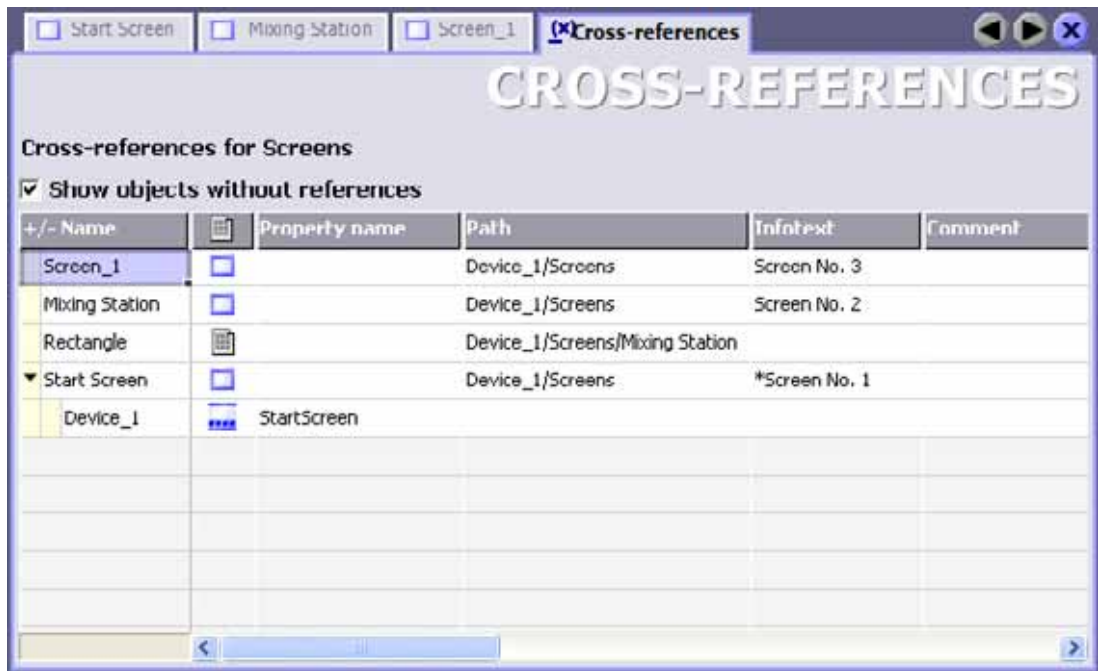 Start Screen Mixing Station Screen_1 Cross-references
CROSS-REFERENCES
Cross-references for Screens
Show objects without references
+/- Name Property name Path Infotext Comment
Screen_1 Device_1/Screens Screen No. 3
Mixing Station Device_1/Screens Screen No. 2
Rectangle Device_1/Screens/Mixing Station
Start Screen Device_1/Screens *Screen No. 1
Device_1 StartScreen